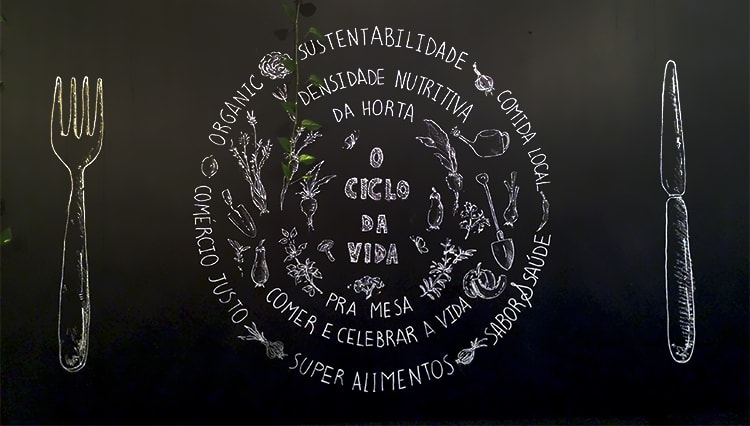 SUSTENTABILIDADE
COMIDA LOCAL
SABOR & SAÚDE
SUPER ALIMENTOS
COMÉRCIO JUSTO
ORGANIC
DENSIDADE NUTRITIVA
DA HORTA
O
CICLO
DA
VIDA
PRA MESA
COMER E CELEBRAR A VIDA